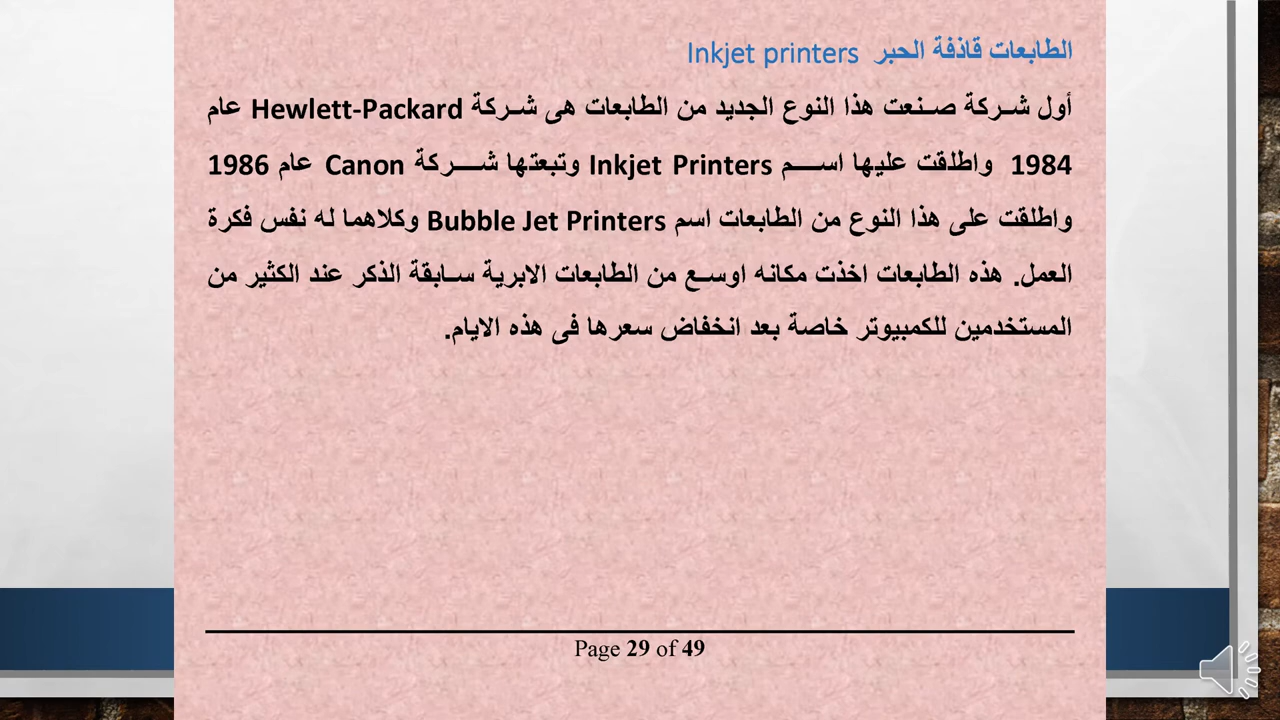 الطابعات قاذفة الحبر Inkjet printers
أول شركة صنعت هذا النوع الجديد من الطابعات هى شركة Hewlett-Packard عام
1984 واطلقت عليها اسم Inkjet Printers وتبعتها شركة Canon عام 1986
واطلقت على هذا النوع من الطابعات اسم Bubble Jet Printers وكلاهما له نفس فكرة
العمل. هذه الطابعات اخذت مكانه اوسع من الطابعات الابرية سابقة الذكر عند الكثير من
المستخدمين للكمبيوتر خاصة بعد انخفاض سعرها فى هذه الايام.
Page 29 of 49